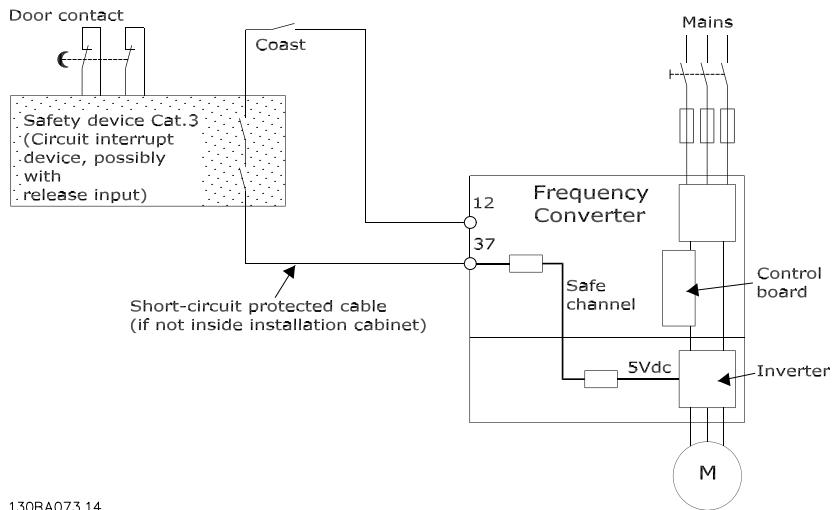 Door contact
Coast
Mains
Safety device Cat.3
(Circuit interrupt
device, possibly
with
release input)
12
Frequency
Converter
37
Safe
channel
Control
board
Short-circuit protected cable
(if not inside installation cabinet)
5Vdc
Inverter
M
130BA073.14